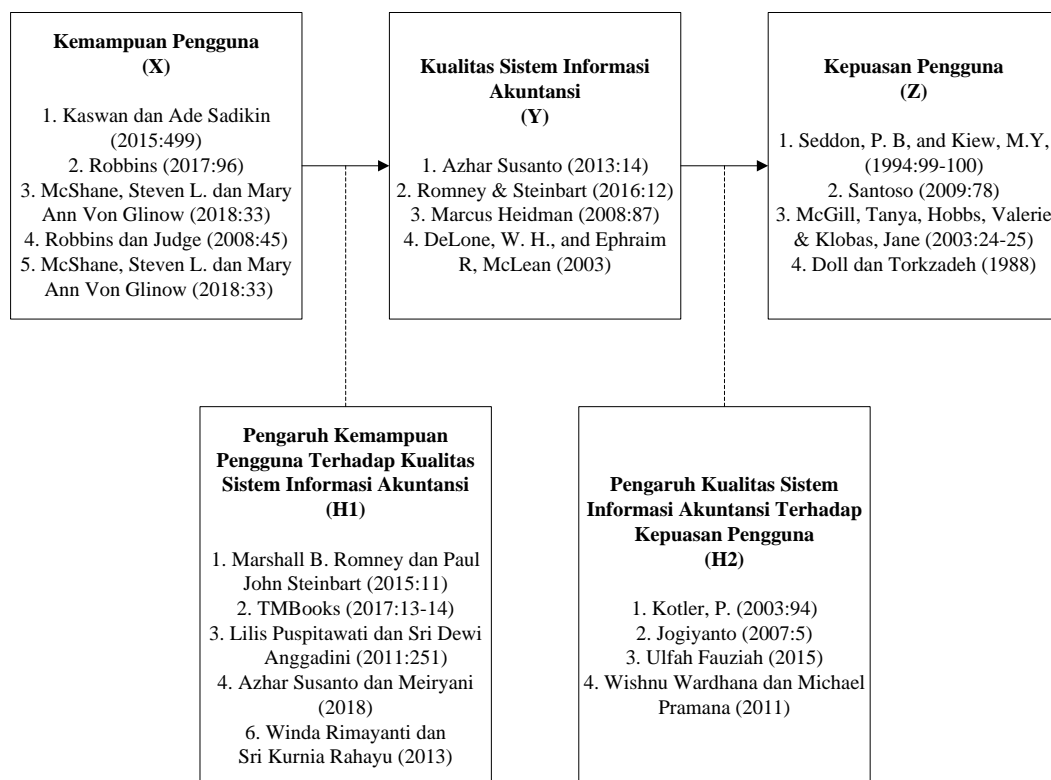 Kemampuan Pengguna
(X)
1. Kaswan dan Ade Sadikin
(2015:499)
2. Robbins (2017:96)
3. McShane, Steven L. dan Mary
Ann Von Glinow (2018:33)
4. Robbins dan Judge (2008:45)
5. McShane, Steven L. dan Mary
Ann Von Glinow (2018:33)
Kualitas Sistem Informasi
Akuntansi
(Y)
1. Azhar Susanto (2013:14)
2. Romney & Steinbart (2016:12)
3. Marcus Heidman (2008:87)
4. DeLone, W. H., and Ephraim
R, McLean (2003)
Kepuasan Pengguna
(Z)
1. Seddon, P. B, and Kiew, M.Y,
(1994:99-100)
2. Santoso (2009:78)
3. McGill, Tanya, Hobbs, Valerie,
& Klobas, Jane (2003:24-25)
4. Doll dan Torkzadeh (1988)
Pengaruh Kemampuan
Pengguna Terhadap Kualitas
Sistem Informasi Akuntansi
(H1)
1. Marshall B. Romney dan Paul
John Steinbart (2015:11)
2. TMBooks (2017:13-14)
3. Lilis Puspitawati dan Sri Dewi
Anggadini (2011:251)
4. Azhar Susanto dan Meiryani
(2018)
6. Winda Rimayanti dan
Sri Kurnia Rahayu (2013)
Pengaruh Kualitas Sistem
Informasi Akuntansi Terhadap
Kepuasan Pengguna
(H2)
1. Kotler, P. (2003:94)
2. Jogiyanto (2007:5)
3. Ulfah Fauziah (2015)
4. Wishnu Wardhana dan Michael
Pramana (2011)